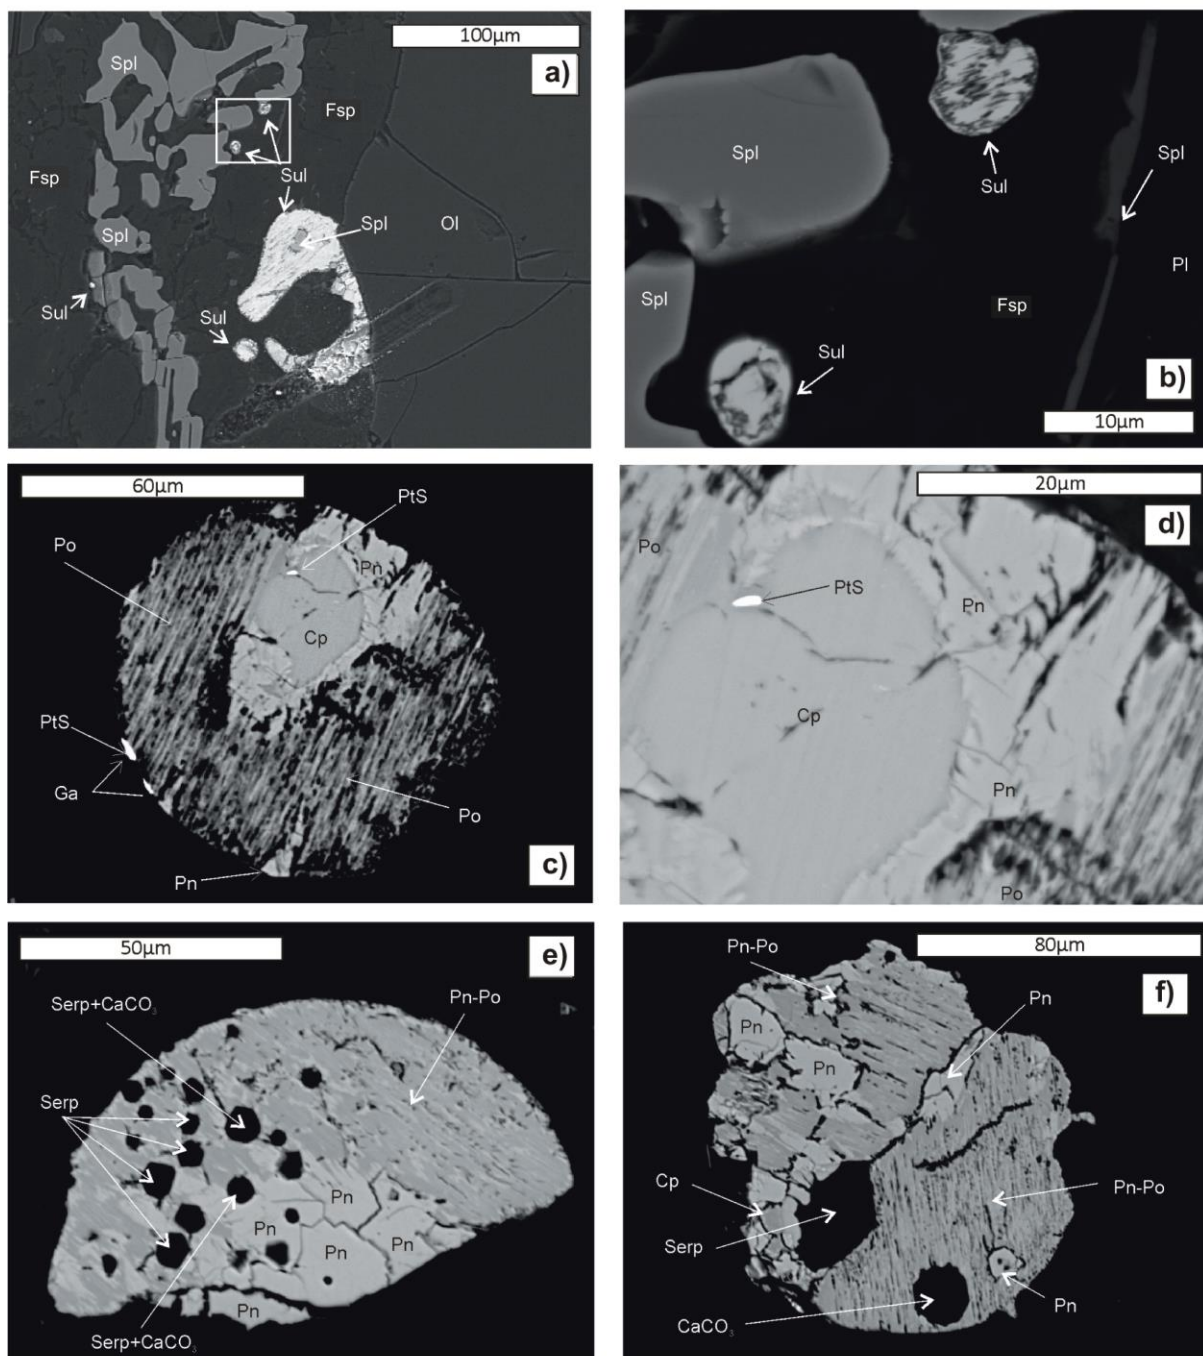 100µm
a)
Spl
Fsp
Fsp
Sul
Spl
Ol
Spl
Sul
Sul
b)
Spl
Sul
Spl
Pl
Spl
Fsp
Sul
10µm
60µm
PtS
Po
Pn
Cp
PtS
Ga
Po
Pn
c)
20µm
d)
Po
PtS
Pn
Cp
Pn
Po
50µm
e)
Serp+CaCO₃
Pn-Po
Serp
Pn
Pn
Pn
Pn
Pn
Serp+CaCO₃
80µm
f)
Pn-Po
Pn
Pn
Pn
Cp
Pn-Po
Serp
Pn
CaCO₃